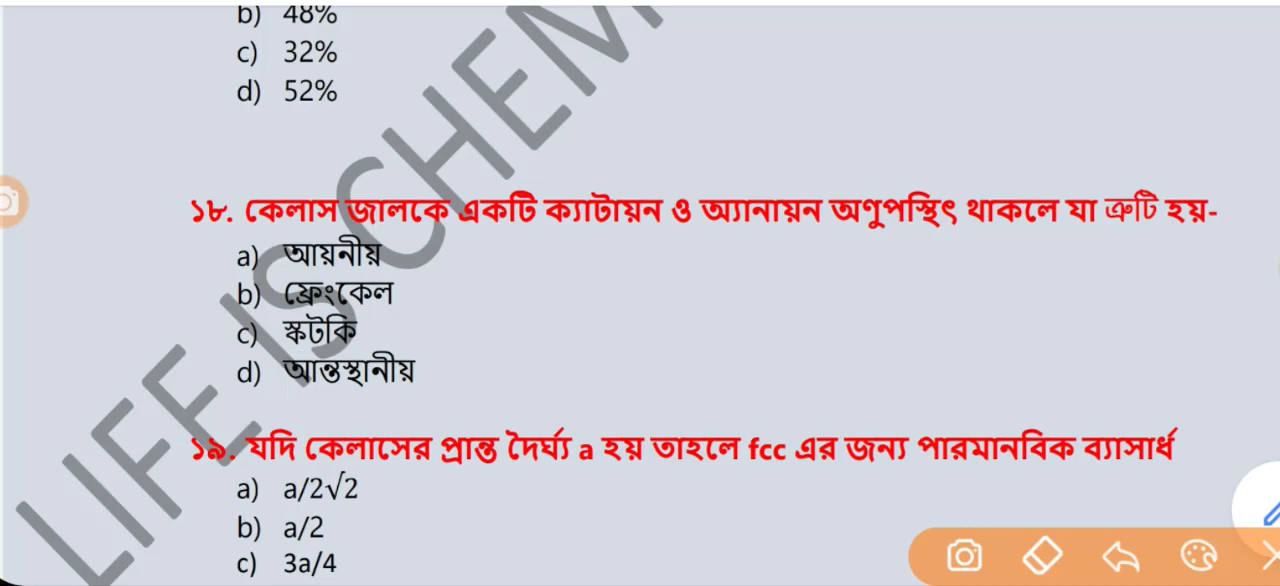 b) 48%
c) 32%
d) 52%
১৮. কেলাস জালকে একটি ক্যাটায়ন ও অ্যানায়ন অণুপস্থিৎ থাকলে যা ত্রুটি হয়-
a) আয়নীয়
b) ফ্রেংকেল
c) স্কটকি
d) আন্তস্থানীয়
১৯. যদি কেলাসের প্রান্ত দৈর্ঘ্য a হয় তাহলে fcc এর জন্য পারমানবিক ব্যাসার্ধ
a) a/2√2
b) a/2
c) 3a/4
LIFE IS CHEM